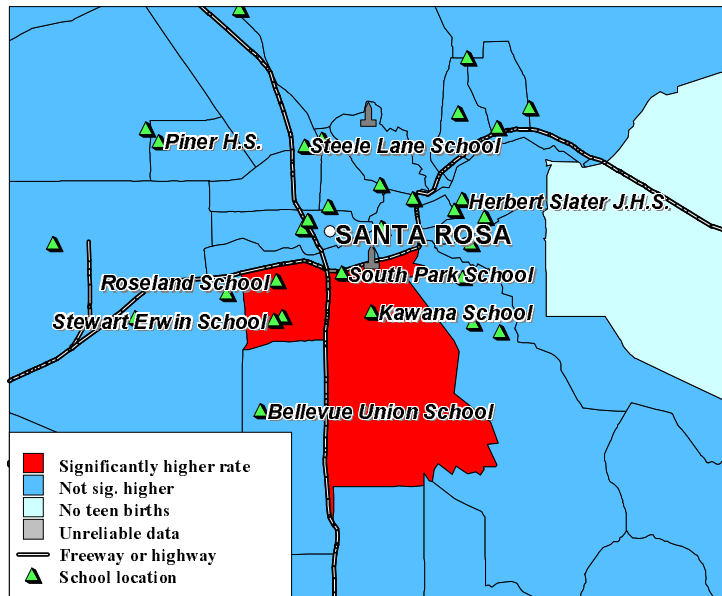 Piner H.S.
Steele Lane School
Herbert Slater J.H.S.
SANTA ROSA
Roseland School
South Park School
Stewart Erwin School
Kawana School
Bellevue Union School
Significantly higher rate
Not sig. higher
No teen births
Unreliable data
Freeway or highway
School location